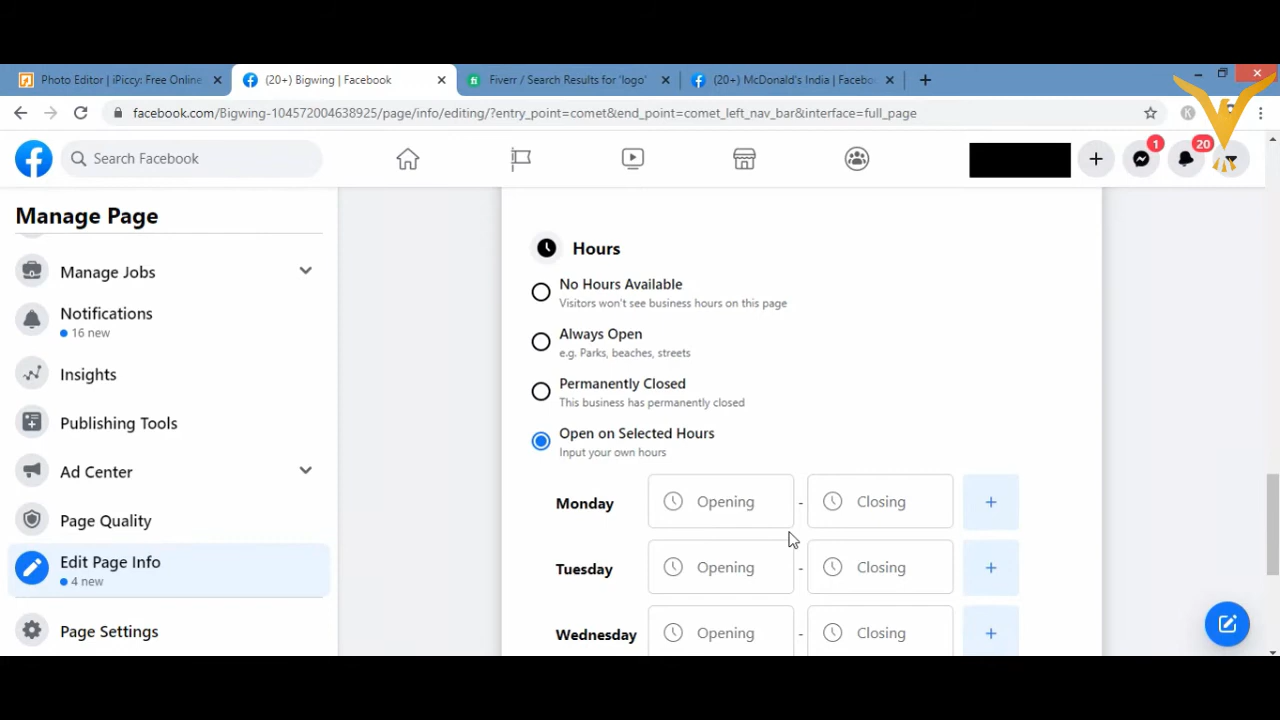 Photo Editor | iPiccy: Free Online
(20+) Bigwing | Facebook
fi
Fiverr / Search Results for 'logo'
(20+) McDonald's India | Facebo
facebook.com/Bigwing-104572004638925/page/info/editing/?entry_point=comet&end_point=comet_left_nav_bar&interface=full_page
K
Search Facebook
1
20
Manage Page
Manage Jobs
Notifications
16 new
Insights
Publishing Tools
Ad Center
Page Quality
Edit Page Info
4 new
Page Settings
Hours
No Hours Available
Visitors won't see business hours on this page
Always Open
e.g. Parks, beaches, streets
Permanently Closed
This business has permanently closed
Open on Selected Hours
Input your own hours
Monday Opening - Closing +
Tuesday Opening - Closing +
Wednesday Opening - Closing +